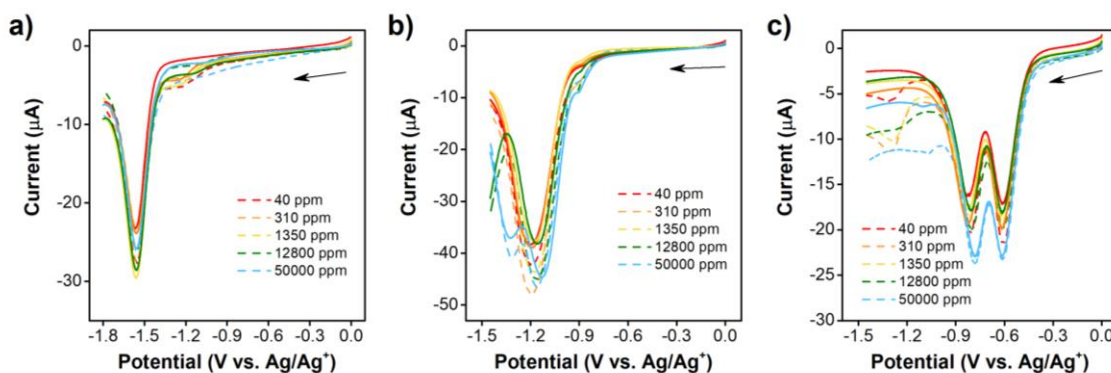 a)
Current (μA)
0
-10
-20
-30
-1.8 -1.5 -1.2 -0.9 -0.6 -0.3 0.0
Potential (V vs. Ag/Ag⁺)
40 ppm
310 ppm
1350 ppm
12800 ppm
50000 ppm
b)
Current (μA)
0
-10
-20
-30
-40
-50
-1.5 -1.2 -0.9 -0.6 -0.3 0.0
Potential (V vs. Ag/Ag⁺)
40 ppm
310 ppm
1350 ppm
12800 ppm
50000 ppm
c)
Current (μA)
0
-5
-10
-15
-20
-25
-30
-1.5 -1.2 -0.9 -0.6 -0.3 0.0
Potential (V vs. Ag/Ag⁺)
40 ppm
310 ppm
1350 ppm
12800 ppm
50000 ppm